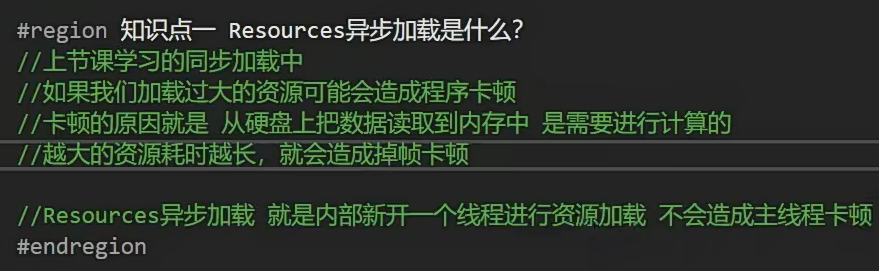 #region 知识点一 Resources异步加载是什么?
//上节课学习的同步加载中
//如果我们加载过大的资源可能会造成程序卡顿
//卡顿的原因就是 从硬盘上把数据读取到内存中 是需要进行计算的
//越大的资源耗时越长，就会造成掉帧卡顿
//Resources异步加载 就是内部新开一个线程进行资源加载 不会造成主线程卡顿
#endregion